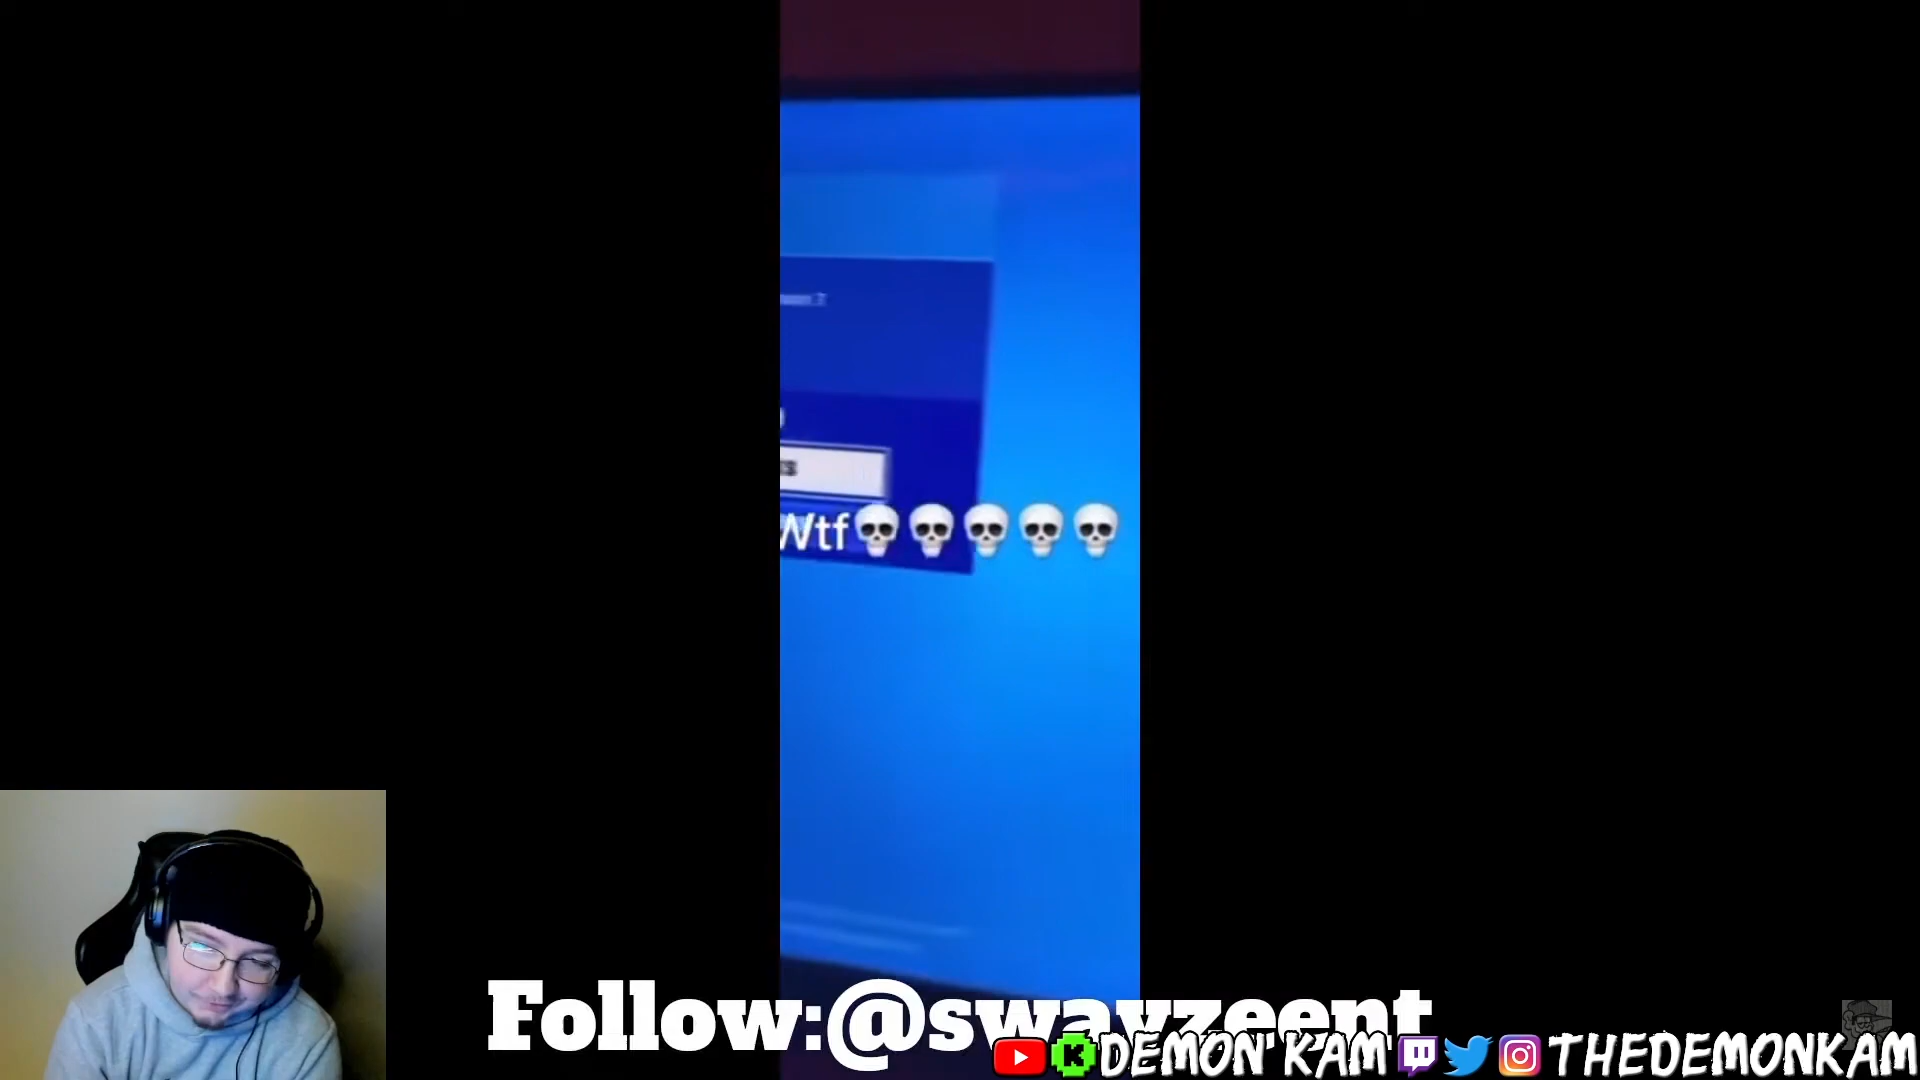 Wtf💀💀💀💀💀
Follow:@swayzeent
DEMON KAM THEDEMONKAM